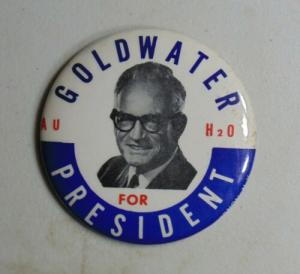 GOLDWATER
AU H2O
FOR
PRESIDENT